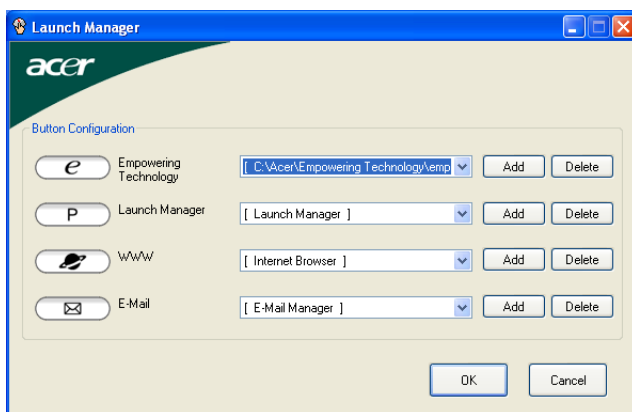 Launch Manager
acer
Button Configuration
e Empowering Technology [ C:\Acer\Empowering Technology\emp Add Delete
P Launch Manager [ Launch Manager ] Add Delete
WWW [ Internet Browser ] Add Delete
E-Mail [ E-Mail Manager ] Add Delete
OK Cancel